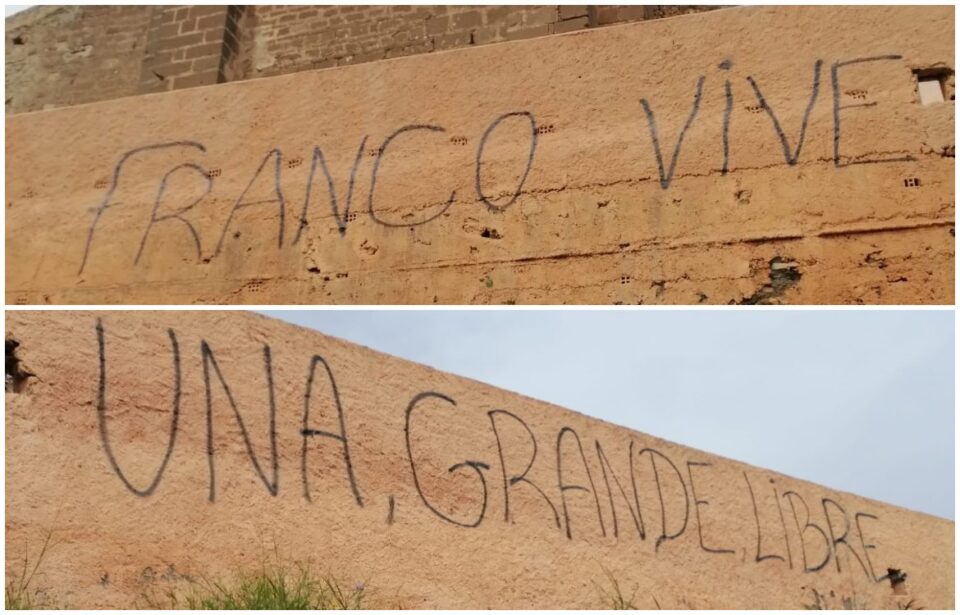 FRANCO ViVE
UNA, GRANDE, LiBRE